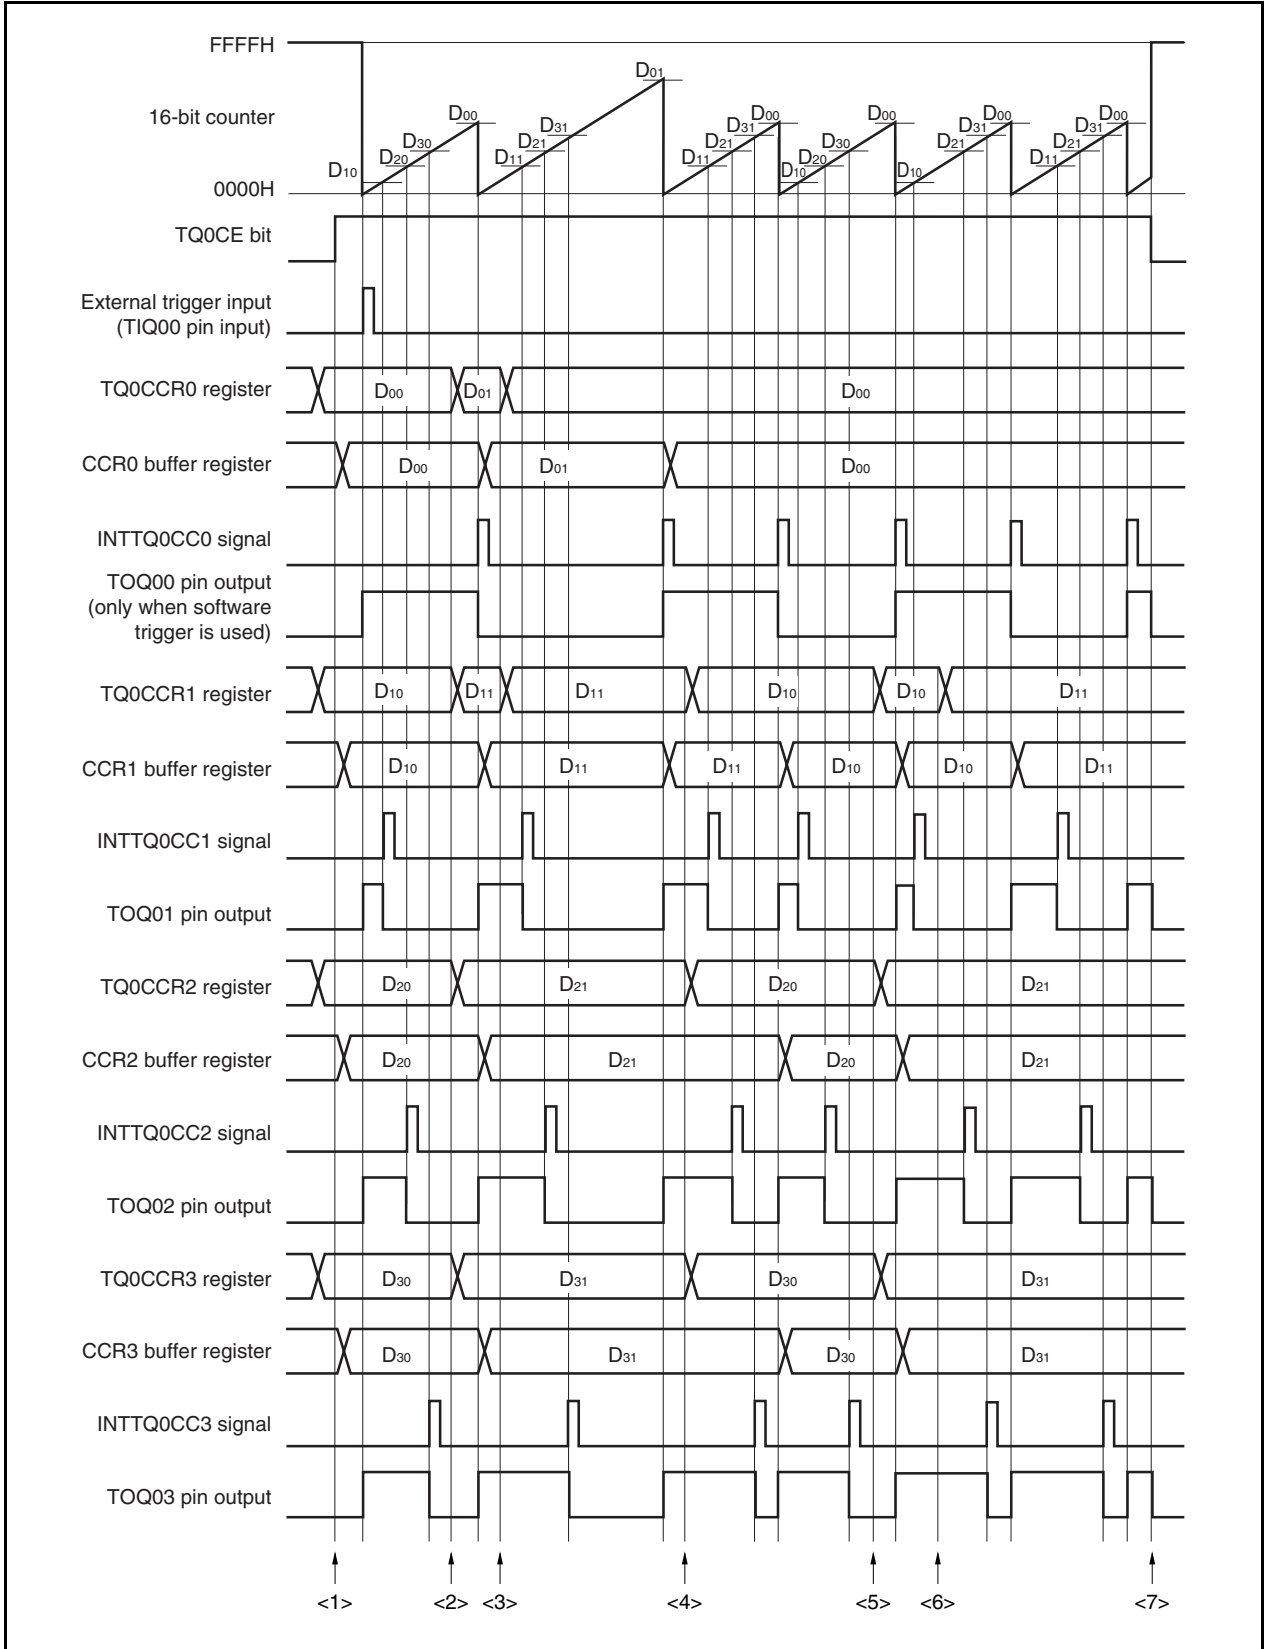 FFFFH
D01
16-bit counter
D00 D00 D00 D00 D00
D30 D31 D31 D30 D31 D31
D20 D21 D21 D20 D21 D21
D10 D11 D11 D10 D10 D11
0000H
TQ0CE bit
External trigger input
(TIQ00 pin input)
TQ0CCR0 register D00 D01 D00
CCR0 buffer register D00 D01 D00
INTTQ0CC0 signal
TOQ00 pin output
(only when software
trigger is used)
TQ0CCR1 register D10 D11 D11 D10 D10 D11
CCR1 buffer register D10 D11 D11 D10 D10 D11
INTTQ0CC1 signal
TOQ01 pin output
TQ0CCR2 register D20 D21 D20 D21
CCR2 buffer register D20 D21 D20 D21
INTTQ0CC2 signal
TOQ02 pin output
TQ0CCR3 register D30 D31 D30 D31
CCR3 buffer register D30 D31 D30 D31
INTTQ0CC3 signal
TOQ03 pin output
<1> <2> <3> <4> <5> <6> <7>